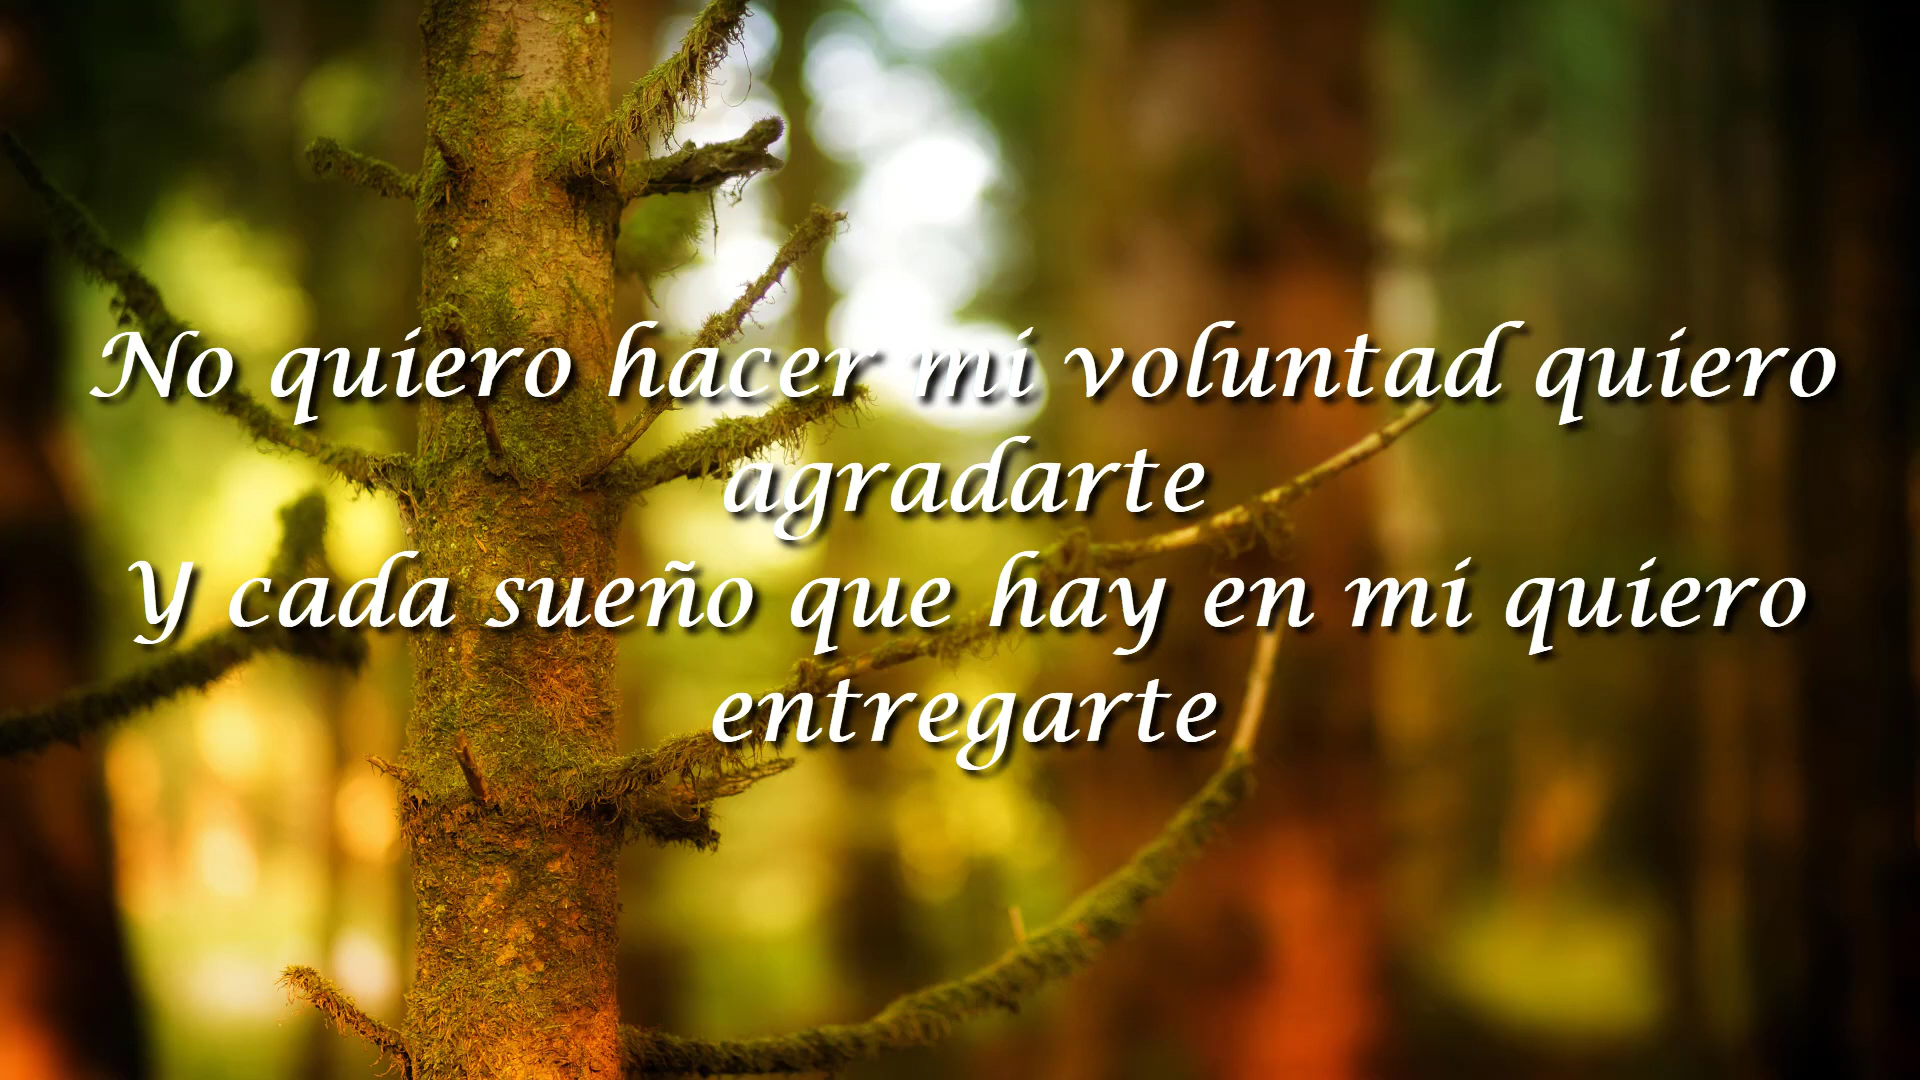 No quiero hacer mi voluntad quiero
agradarte
Y cada sueño que hay en mi quiero
entregarte